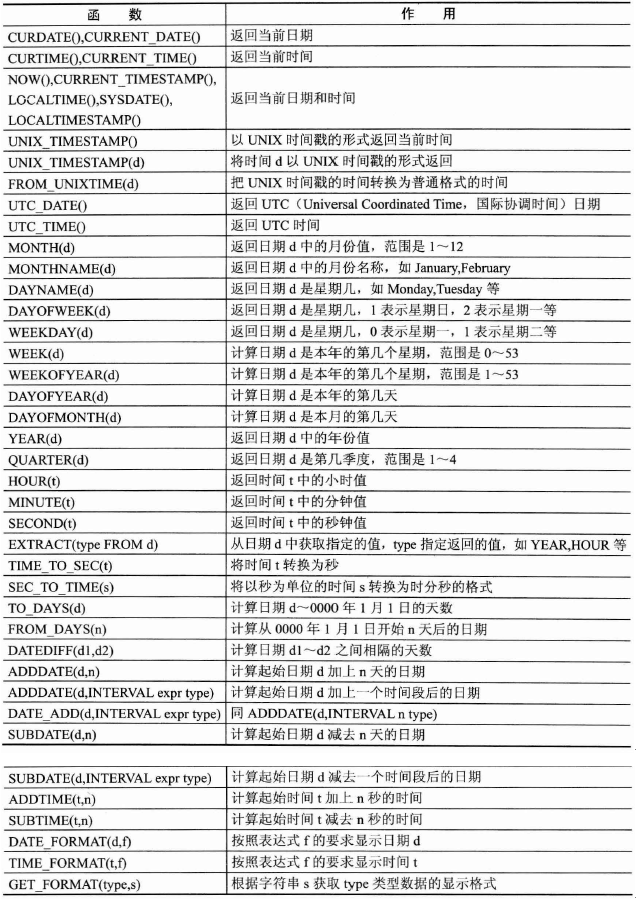 函 数 作 用
CURDATE(),CURRENT_DATE() 返回当前日期
CURTIME(),CURRENT_TIME() 返回当前时间
NOW(),CURRENT_TIMESTAMP(),
LOCALTIME(),SYSDATE(), 返回当前日期和时间
LOCALTIMESTAMP()
UNIX_TIMESTAMP() 以 UNIX 时间戳的形式返回当前时间
UNIX_TIMESTAMP(d) 将时间 d 以 UNIX 时间戳的形式返回
FROM_UNIXTIME(d) 把 UNIX 时间戳的时间转换为普通格式的时间
UTC_DATE() 返回 UTC（Universal Coordinated Time，国际协调时间）日期
UTC_TIME() 返回 UTC 时间
MONTH(d) 返回日期 d 中的月份值，范围是 1～12
MONTHNAME(d) 返回日期 d 中的月份名称，如 January,February
DAYNAME(d) 返回日期 d 是星期几，如 Monday,Tuesday 等
DAYOFWEEK(d) 返回日期 d 是星期几，1 表示星期日，2 表示星期一等
WEEKDAY(d) 返回日期 d 是星期几，0 表示星期一，1 表示星期二等
WEEK(d) 计算日期 d 是本年的第几个星期，范围是 0～53
WEEKOFYEAR(d) 计算日期 d 是本年的第几个星期，范围是 1～53
DAYOFYEAR(d) 计算日期 d 是本年的第几天
DAYOFMONTH(d) 计算日期 d 是本月的第几天
YEAR(d) 返回日期 d 中的年份值
QUARTER(d) 返回日期 d 是第几季度，范围是 1～4
HOUR(t) 返回时间 t 中的小时值
MINUTE(t) 返回时间 t 中的分钟值
SECOND(t) 返回时间 t 中的秒钟值
EXTRACT(type FROM d) 从日期 d 中获取指定的值，type 指定返回的值，如 YEAR,HOUR 等
TIME_TO_SEC(t) 将时间 t 转换为秒
SEC_TO_TIME(s) 将以秒为单位的时间 s 转换为时分秒的格式
TO_DAYS(d) 计算日期 d～0000 年 1 月 1 日的天数
FROM_DAYS(n) 计算从 0000 年 1 月 1 日开始 n 天后的日期
DATEDIFF(d1,d2) 计算日期 d1～d2 之间相隔的天数
ADDDATE(d,n) 计算起始日期 d 加上 n 天的日期
ADDDATE(d,INTERVAL expr type) 计算起始日期 d 加上一个时间段后的日期
DATE_ADD(d,INTERVAL expr type) 同 ADDDATE(d,INTERVAL n type)
SUBDATE(d,n) 计算起始日期 d 减去 n 天的日期
SUBDATE(d,INTERVAL expr type) 计算起始日期 d 减去一个时间段后的日期
ADDTIME(t,n) 计算起始时间 t 加上 n 秒的时间
SUBTIME(t,n) 计算起始时间 t 减去 n 秒的时间
DATE_FORMAT(d,f) 按照表达式 f 的要求显示日期 d
TIME_FORMAT(t,f) 按照表达式 f 的要求显示时间 t
GET_FORMAT(type,s) 根据字符串 s 获取 type 类型数据的显示格式